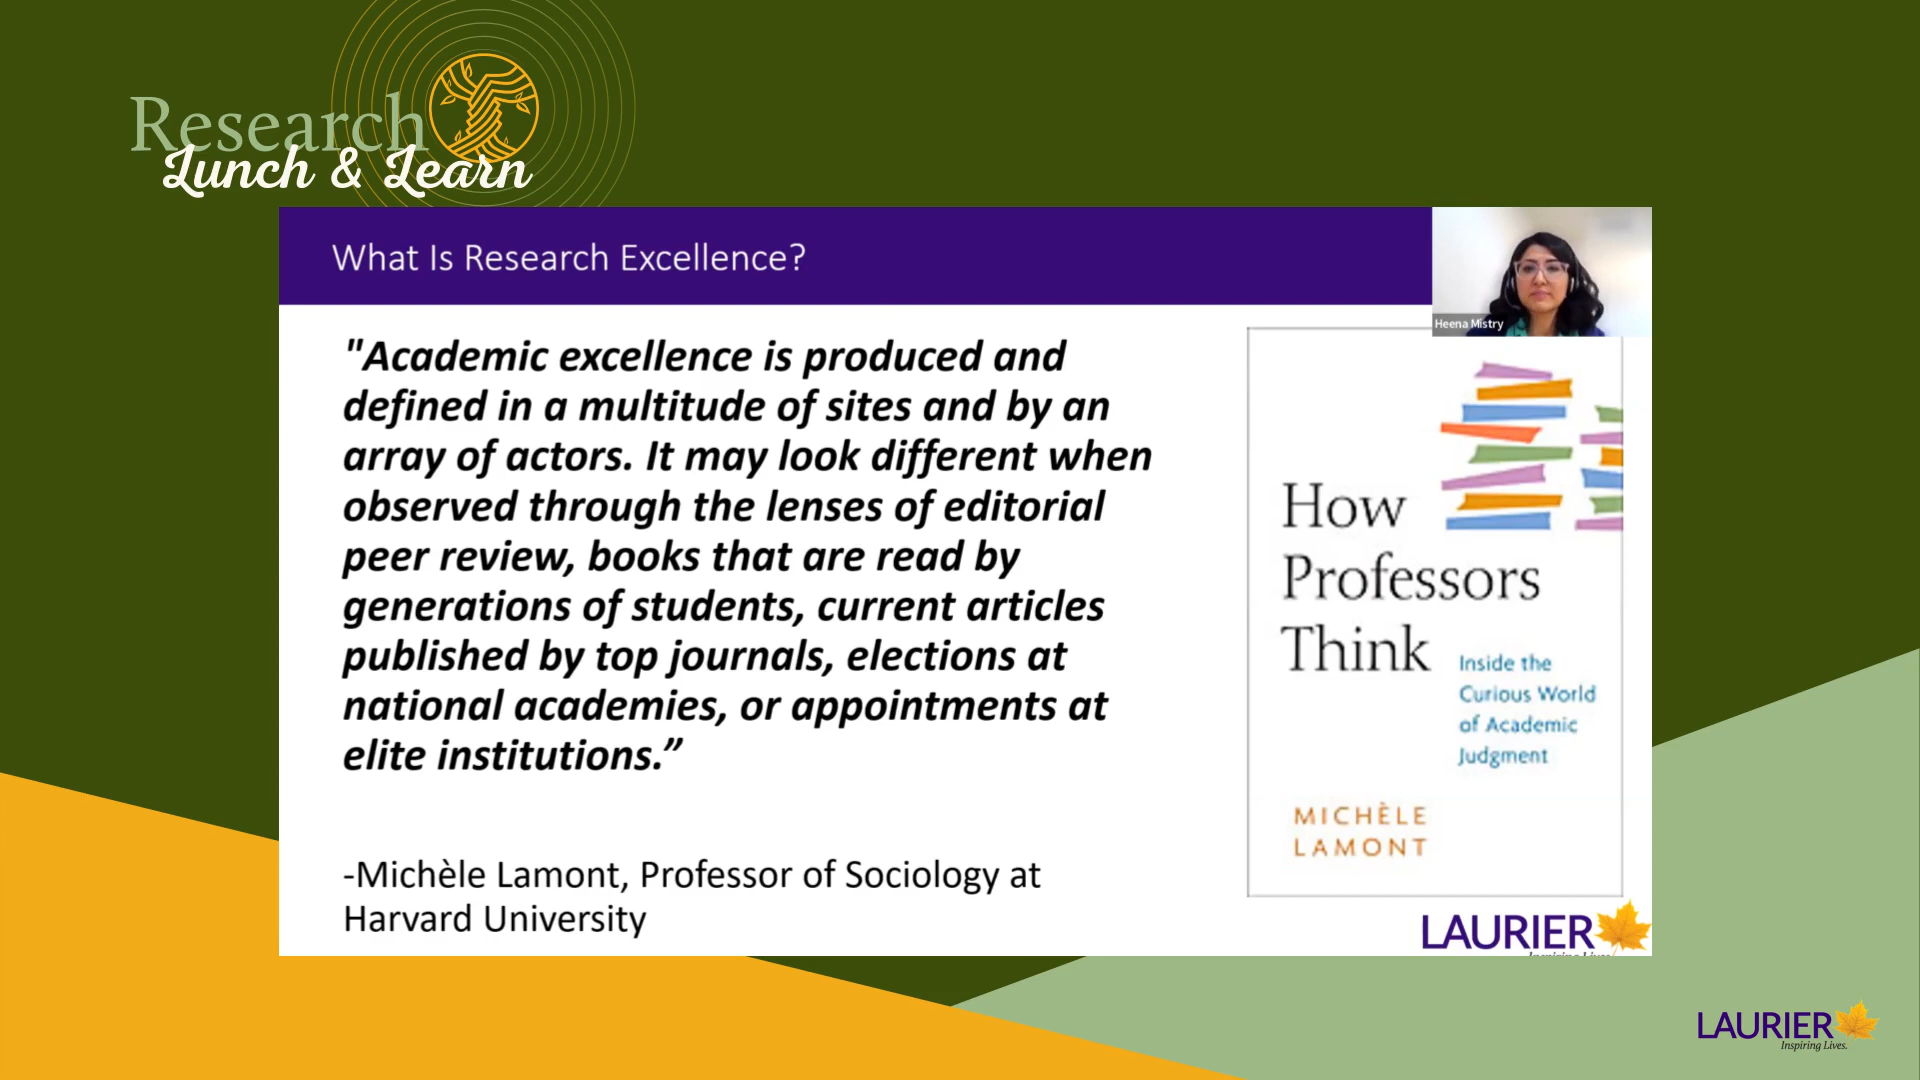 Research
Lunch & Learn
What Is Research Excellence?
Heena Mistry
"Academic excellence is produced and
defined in a multitude of sites and by an
array of actors. It may look different when
observed through the lenses of editorial
peer review, books that are read by
generations of students, current articles
published by top journals, elections at
national academies, or appointments at
elite institutions.”
-Michèle Lamont, Professor of Sociology at
Harvard University
How
Professors
Think
Inside the
Curious World
of Academic
Judgment
MICHÈLE
LAMONT
LAURIER
Inspiring Lives
LAURIER
Inspiring Lives.